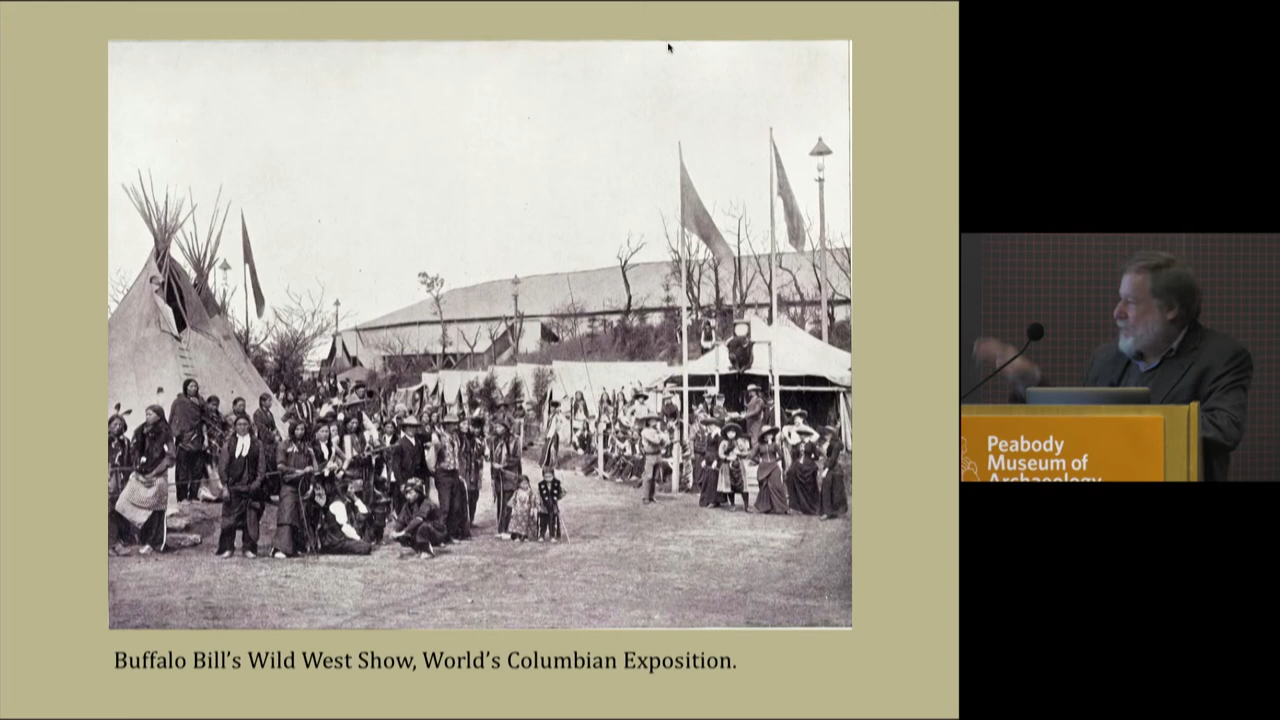 Buffalo Bill’s Wild West Show, World’s Columbian Exposition.
Peabody
Museum of
Archaeology